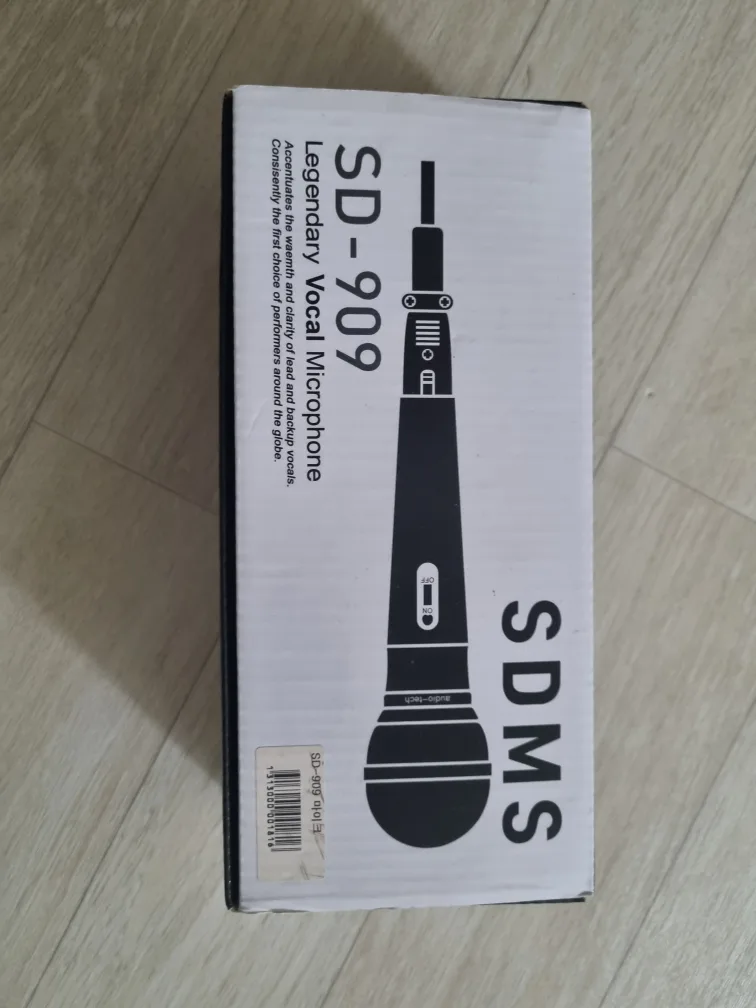 SDMS
SD-909
Legendary Vocal Microphone
Accentuates the waemth and clarity of lead and backup vocals.
Consisently the first choice of performers around the globe.
OFF
ON
audio-tech
SD-909 마이크
1313000001818